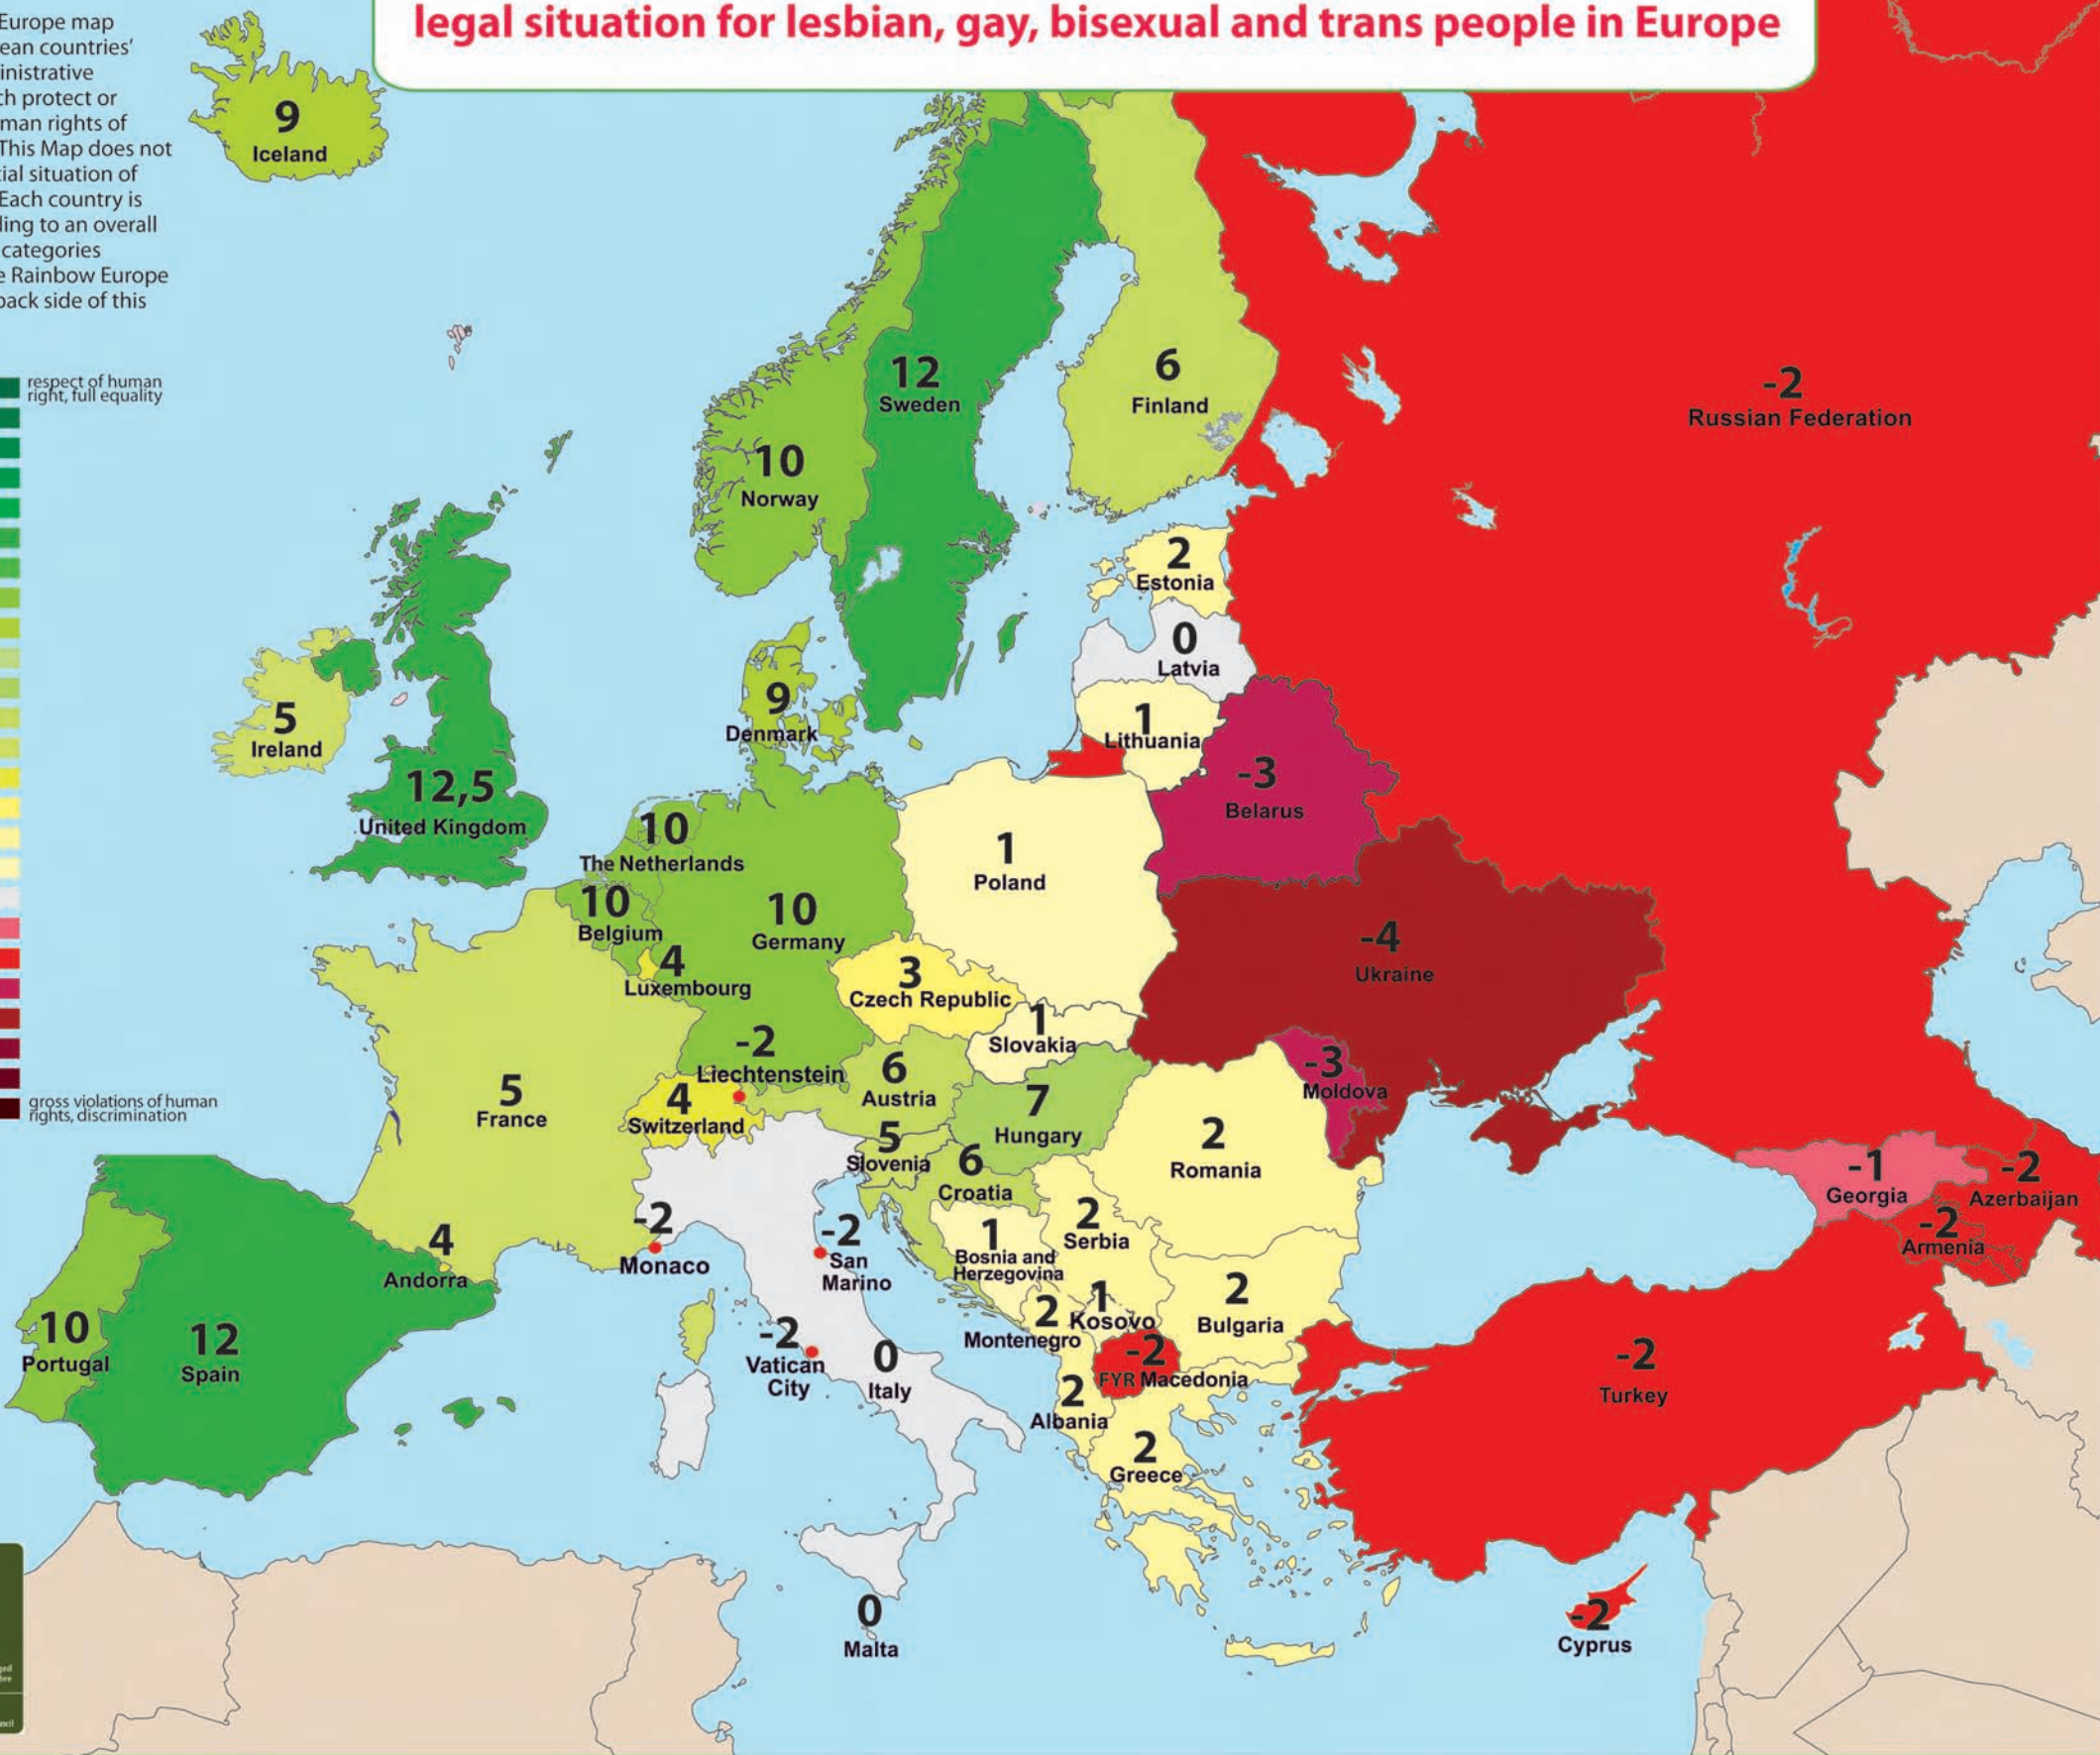 legal situation for lesbian, gay, bisexual and trans people in Europe
Europe map
ean countries'
inistrative
ch protect or
man rights of
This Map does not
ial situation of
Each country is
ling to an overall
categories
e Rainbow Europe
back side of this
respect of human
right, full equality
gross violations of human
rights, discrimination
9
Iceland
12
Sweden
6
Finland
-2
Russian Federation
10
Norway
2
Estonia
0
Latvia
1
Lithuania
9
Denmark
5
Ireland
12,5
United Kingdom
-3
Belarus
10
The Netherlands
10
Belgium
10
Germany
1
Poland
4
Luxembourg
3
Czech Republic
-4
Ukraine
1
Slovakia
-2
Liechtenstein
6
Austria
7
Hungary
-3
Moldova
5
France
4
Switzerland
5
Slovenia
6
Croatia
2
Romania
-1
Georgia
-2
Azerbaijan
-2
Armenia
4
Andorra
-2
Monaco
-2
San
Marino
1
Bosnia and
Herzegovina
2
Serbia
2
Bulgaria
10
Portugal
12
Spain
-2
Vatican
City
0
Italy
2
Montenegro
1
Kosovo
-2
FYR Macedonia
2
Albania
2
Greece
-2
Turkey
0
Malta
-2
Cyprus